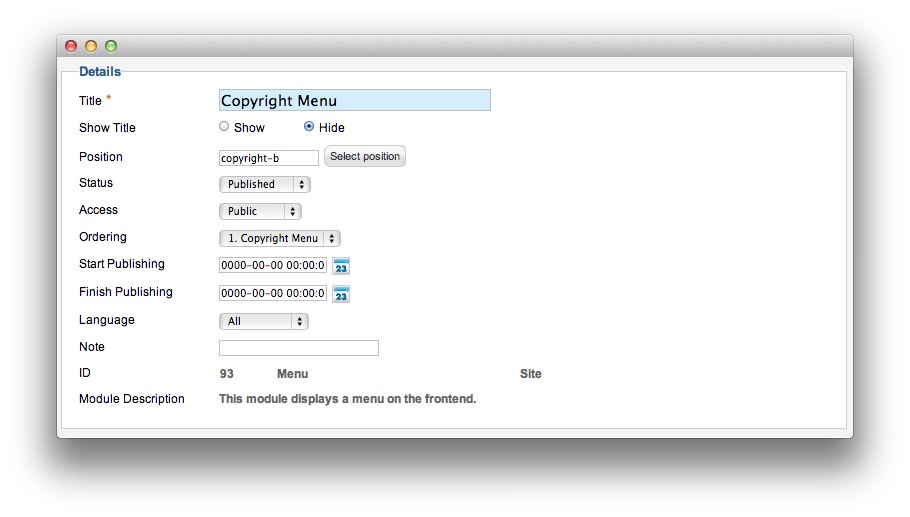 Details
Title * Copyright Menu
Show Title Show Hide
Position copyright-b Select position
Status Published
Access Public
Ordering 1. Copyright Menu
Start Publishing 0000-00-00 00:00:0 23
Finish Publishing 0000-00-00 00:00:0 23
Language All
Note
ID 93 Menu Site
Module Description This module displays a menu on the frontend.